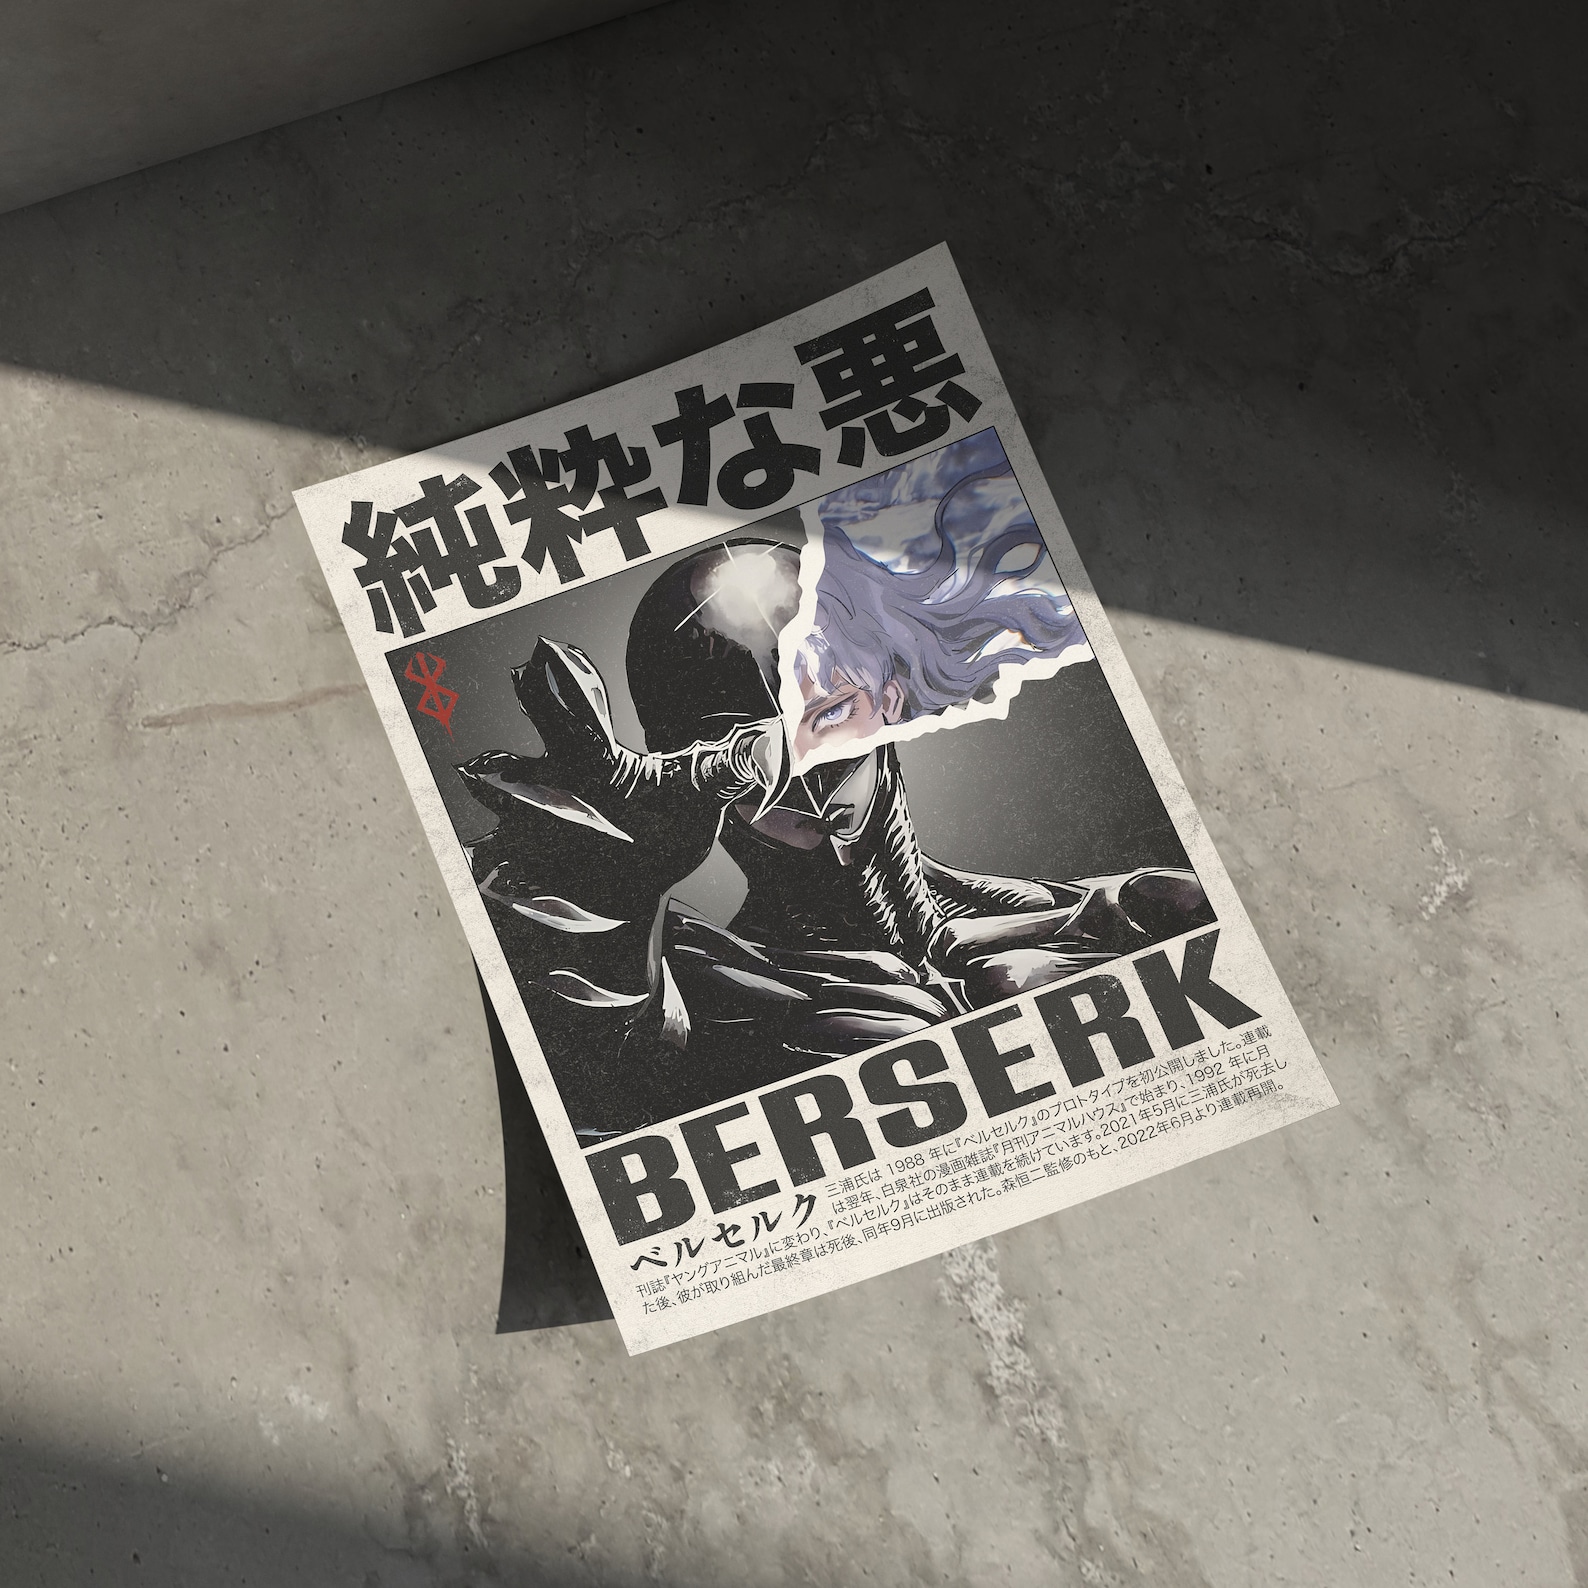 純粋な悪
BERSERK
ベルセルク
三浦氏は 1988 年に『ベルセルク』のプロトタイプを初公開しました。連載
は翌年、白泉社の漫画雑誌『月刊アニマルハウス』で始まり、1992 年に月
刊誌『ヤングアニマル』に変わり、『ベルセルク』はそのまま連載を続けています。2021年5月に三浦氏が死去し
た後、彼が取り組んだ最終章は死後、同年9月に出版された。森恒二監修のもと、2022年6月より連載再開。